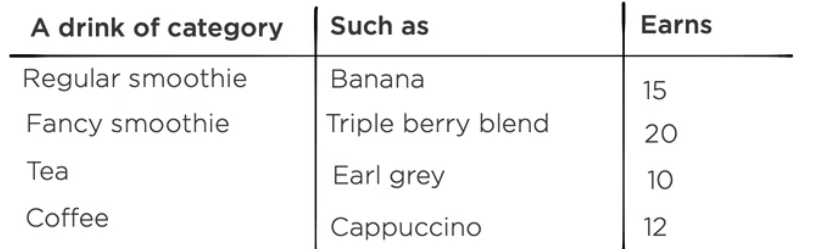 A drink of category Such as Earns
Regular smoothie Banana 15
Fancy smoothie Triple berry blend 20
Tea Earl grey 10
Coffee Cappuccino 12